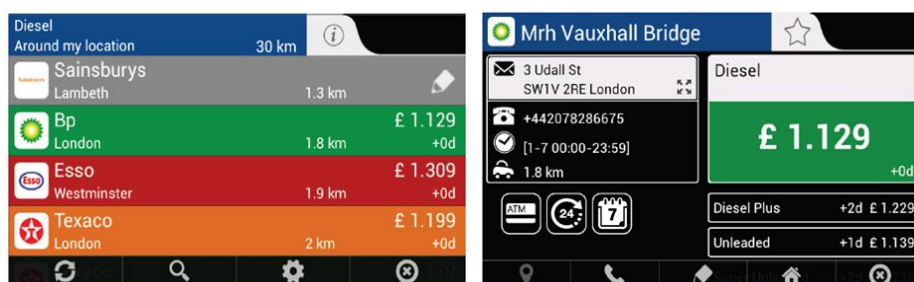 Diesel
Around my location 30 km
Sainsburys
Lambeth 1.3 km
Bp £ 1.129
London 1.8 km +0d
Esso £ 1.309
Westminster 1.9 km +0d
Texaco £ 1.199
London 2 km +0d
Mrh Vauxhall Bridge
3 Udall St
SW1V 2RE London
+442078286675
[1-7 00:00-23:59]
1.8 km
ATM 24 7
Diesel
£ 1.129
+0d
Diesel Plus +2d £ 1.229
Unleaded +1d £ 1.139